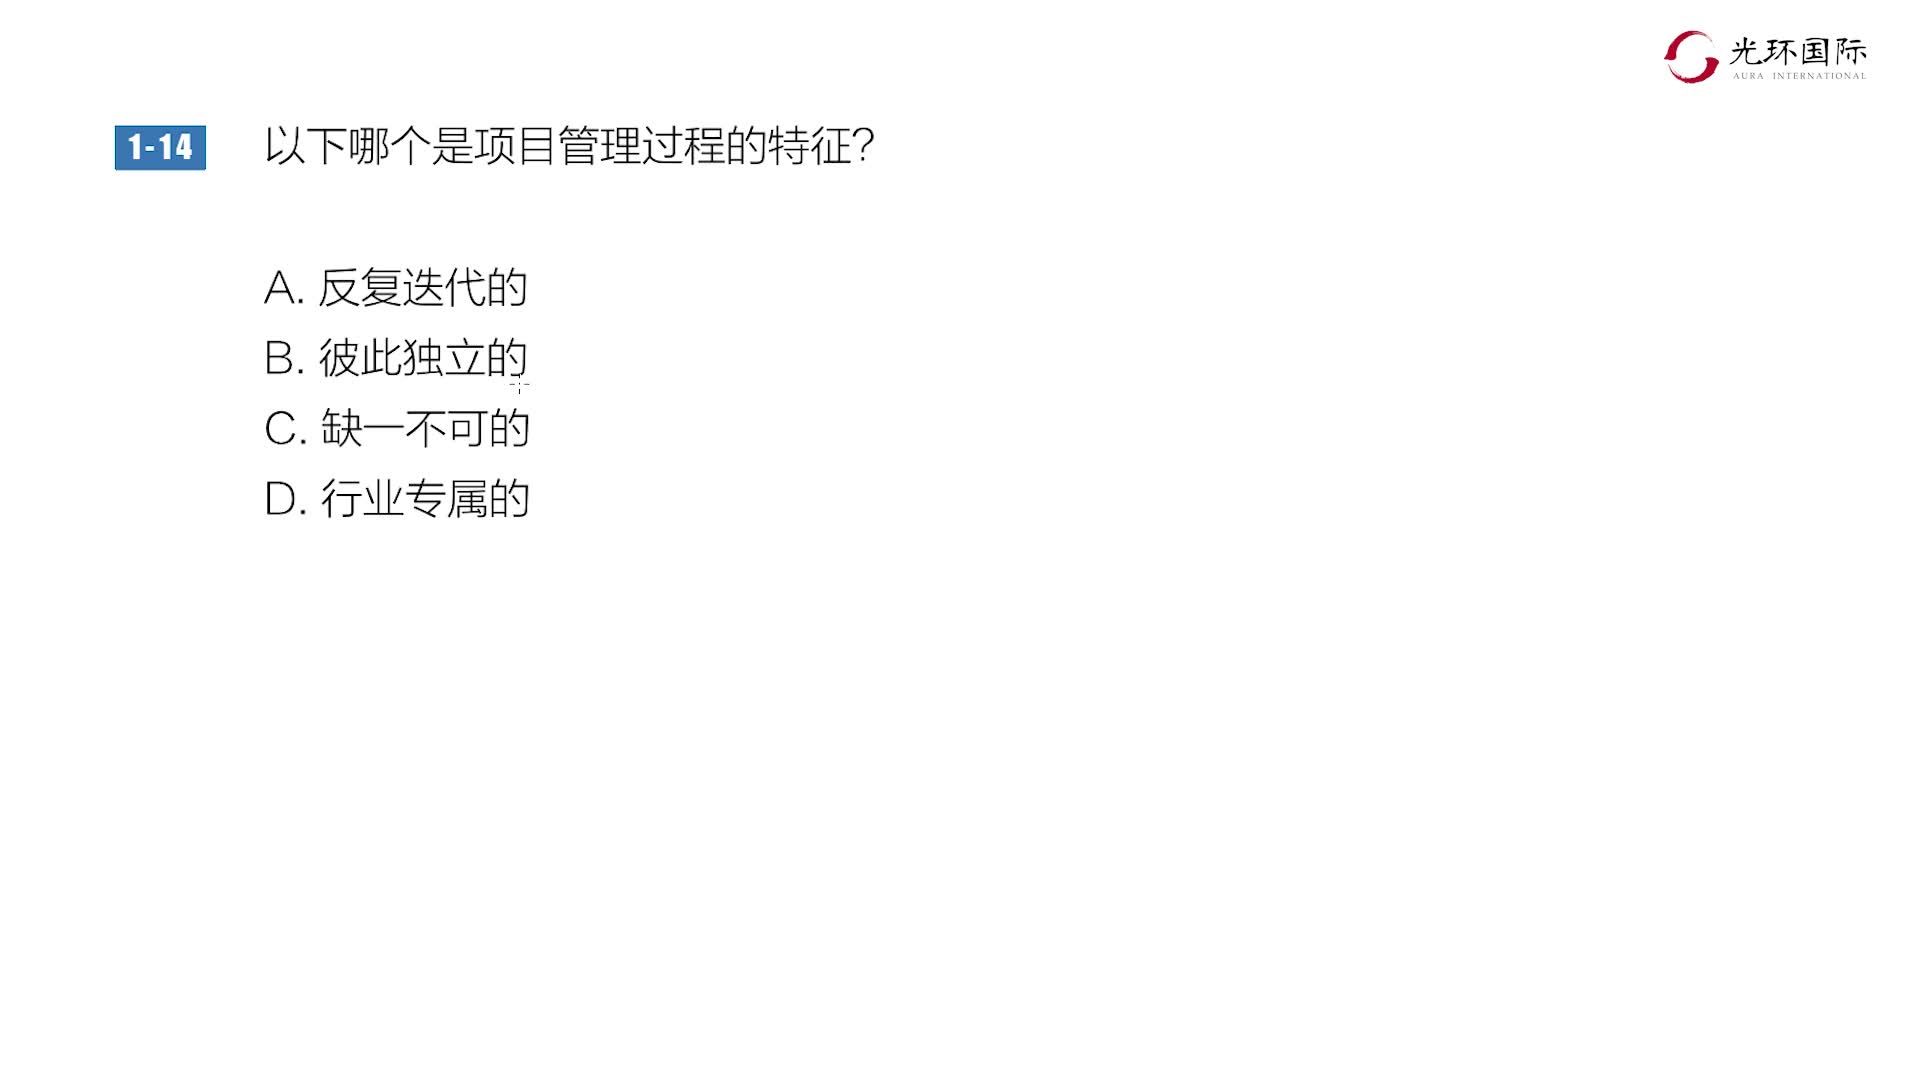 光环国际
AURA INTERNATIONAL
1-14 以下哪个是项目管理过程的特征？
A. 反复迭代的
B. 彼此独立的
C. 缺一不可的
D. 行业专属的